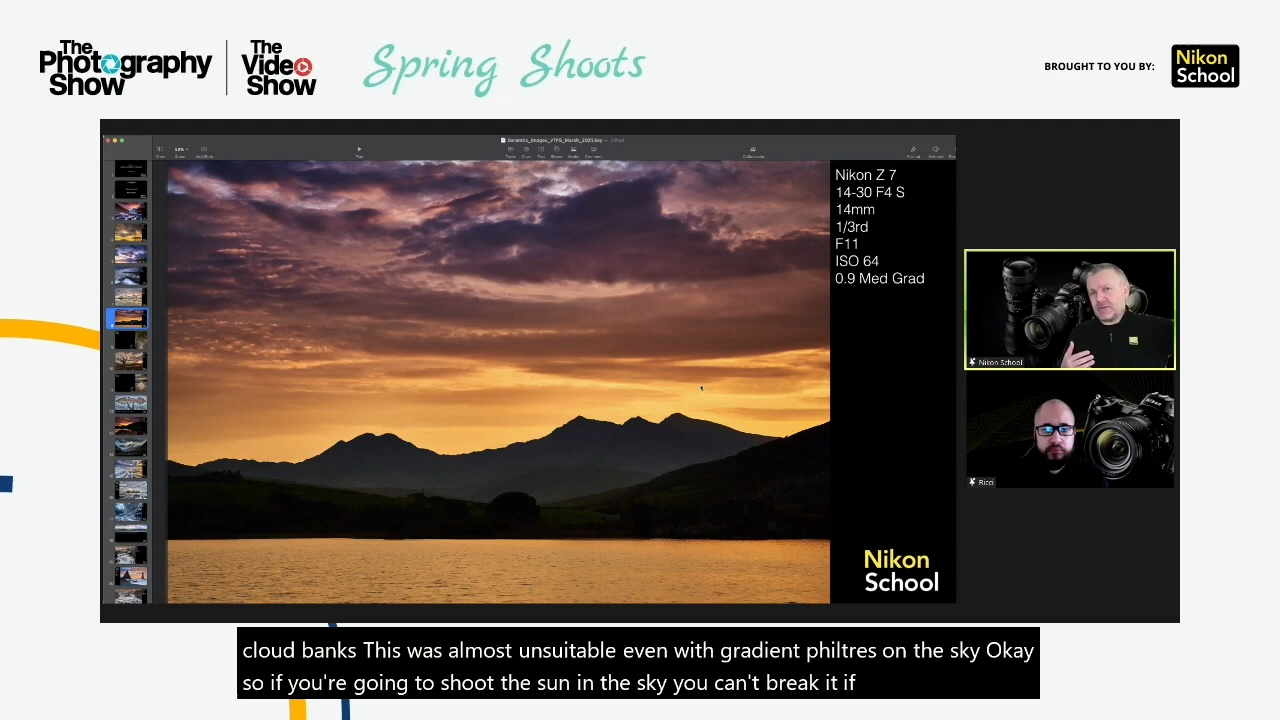 The
Photography
Show
The
Video
Show
Spring Shoots
BROUGHT TO YOU BY:
Nikon
School
Nikon Z 7
14-30 F4 S
14mm
1/3rd
F11
ISO 64
0.9 Med Grad
Nikon School
Nikon
Ricci
Nikon
School
cloud banks This was almost unsuitable even with gradient philtres on the sky Okay
so if you're going to shoot the sun in the sky you can't break it if